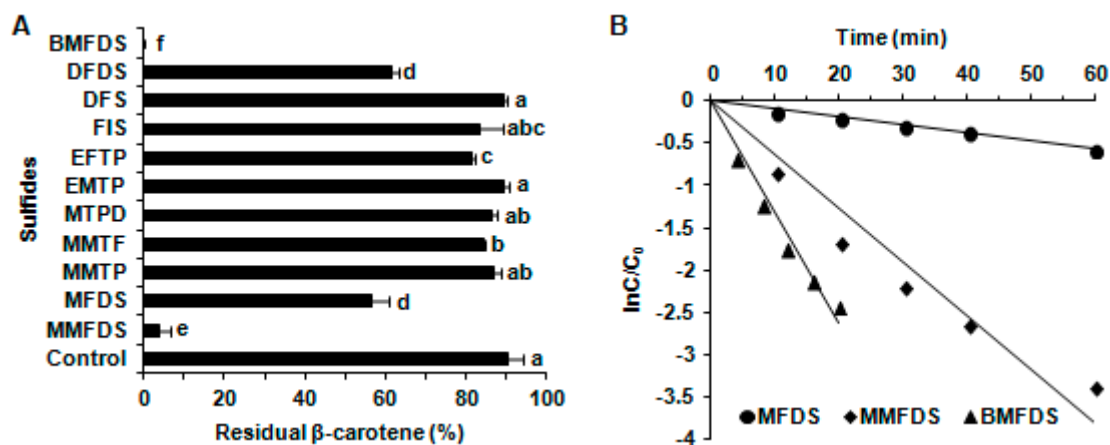 A
Sulfides
BMFDS f
DFDS d
DFS a
FIS abc
EFTP c
EMTP a
MTPD ab
MMTF b
MMTP ab
MFDS d
MMFDS e
Control a
0 20 40 60 80 100
Residual β-carotene (%)
B
Time (min)
0 10 20 30 40 50 60
lnC/C0
0
-0.5
-1
-1.5
-2
-2.5
-3
-3.5
-4
MFDS MMFDS BMFDS